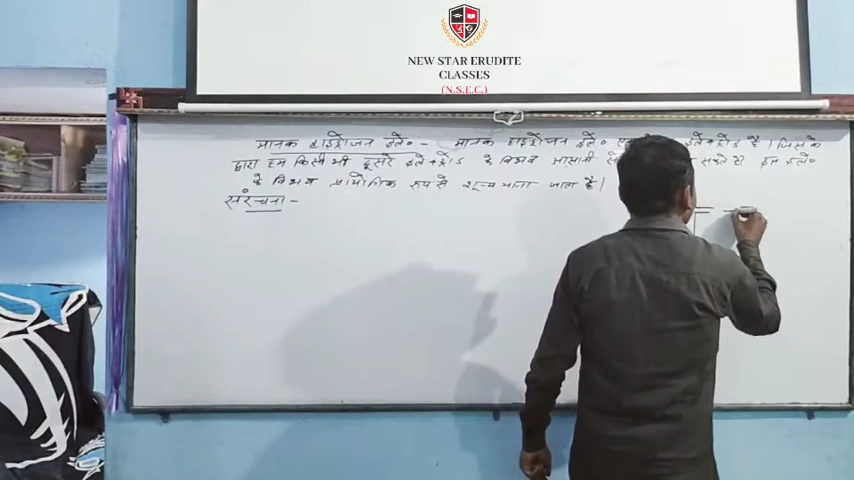 NEW STAR ERUDITE
CLASSES
(N.S.E.C.)
मानक हाइड्रोजन इले० - मानक हाइड्रोजन इले० इलेक्ट्रोड है। जिसके
द्वारा हम किसी भी दूसरे इलेक्ट्रोड के विभव आसानी सकते है इस इले०
के विभव प्रायोगिक रूप से शून्य माना जाता है।
संरचना -